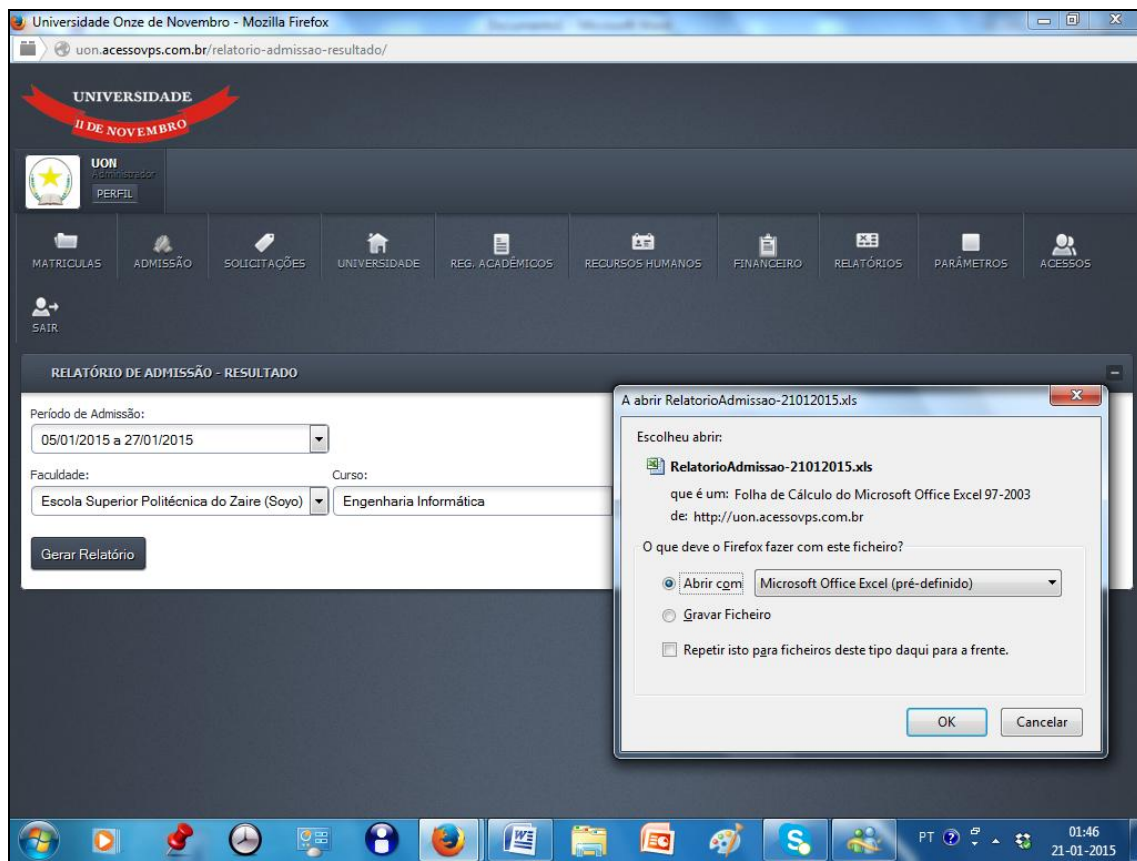 Universidade Onze de Novembro - Mozilla Firefox
uon.acessovps.com.br/relatorio-admissao-resultado/
UNIVERSIDADE
11 DE NOVEMBRO
UON
Administrador
PERFIL
MATRICULAS ADMISSÃO SOLICITAÇÕES UNIVERSIDADE REG. ACADÉMICOS RECURSOS HUMANOS FINANCEIRO RELATÓRIOS PARÂMETROS ACESSOS
SAIR
RELATÓRIO DE ADMISSÃO - RESULTADO
Período de Admissão:
05/01/2015 a 27/01/2015
Faculdade: Curso:
Escola Superior Politécnica do Zaire (Soyo) Engenharia Informática
Gerar Relatório
A abrir RelatorioAdmissao-21012015.xls
Escolheu abrir:
RelatorioAdmissao-21012015.xls
que é um: Folha de Cálculo do Microsoft Office Excel 97-2003
de: http://uon.acessovps.com.br
O que deve o Firefox fazer com este ficheiro?
Abrir com Microsoft Office Excel (pré-definido)
Gravar Ficheiro
Repetir isto para ficheiros deste tipo daqui para a frente.
OK Cancelar
PT 01:46
21-01-2015